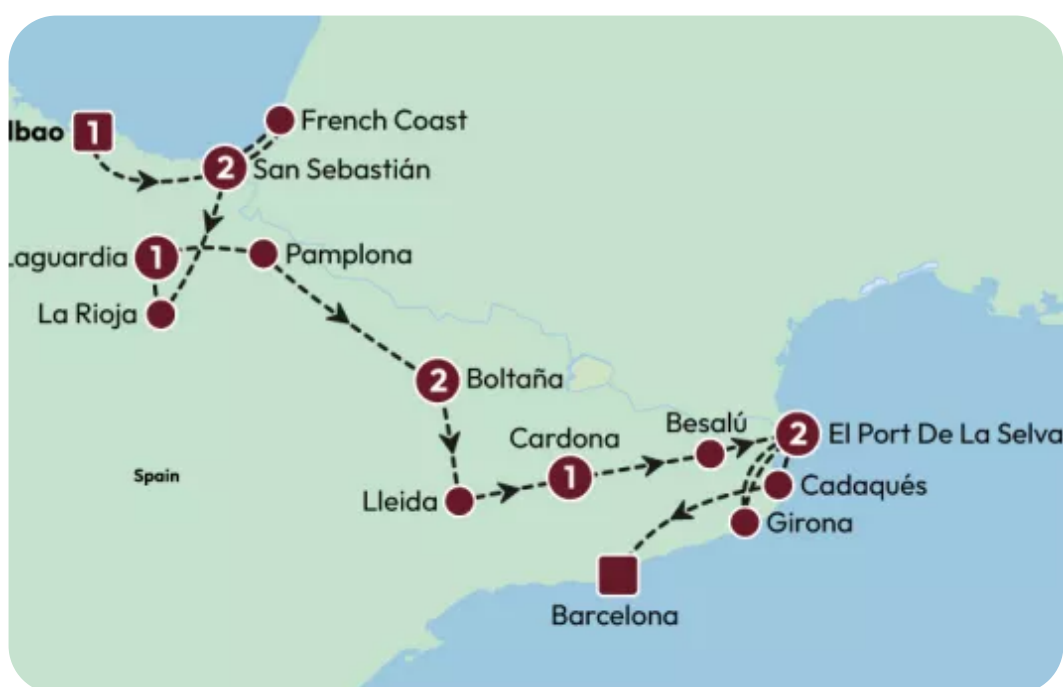 lbao
1
French Coast
2
San Sebastián
aguardia
1
Pamplona
La Rioja
2
Boltaña
Besalú
2
El Port De La Selva
Cardona
1
Spain
Lleida
Cadaqués
Girona
Barcelona